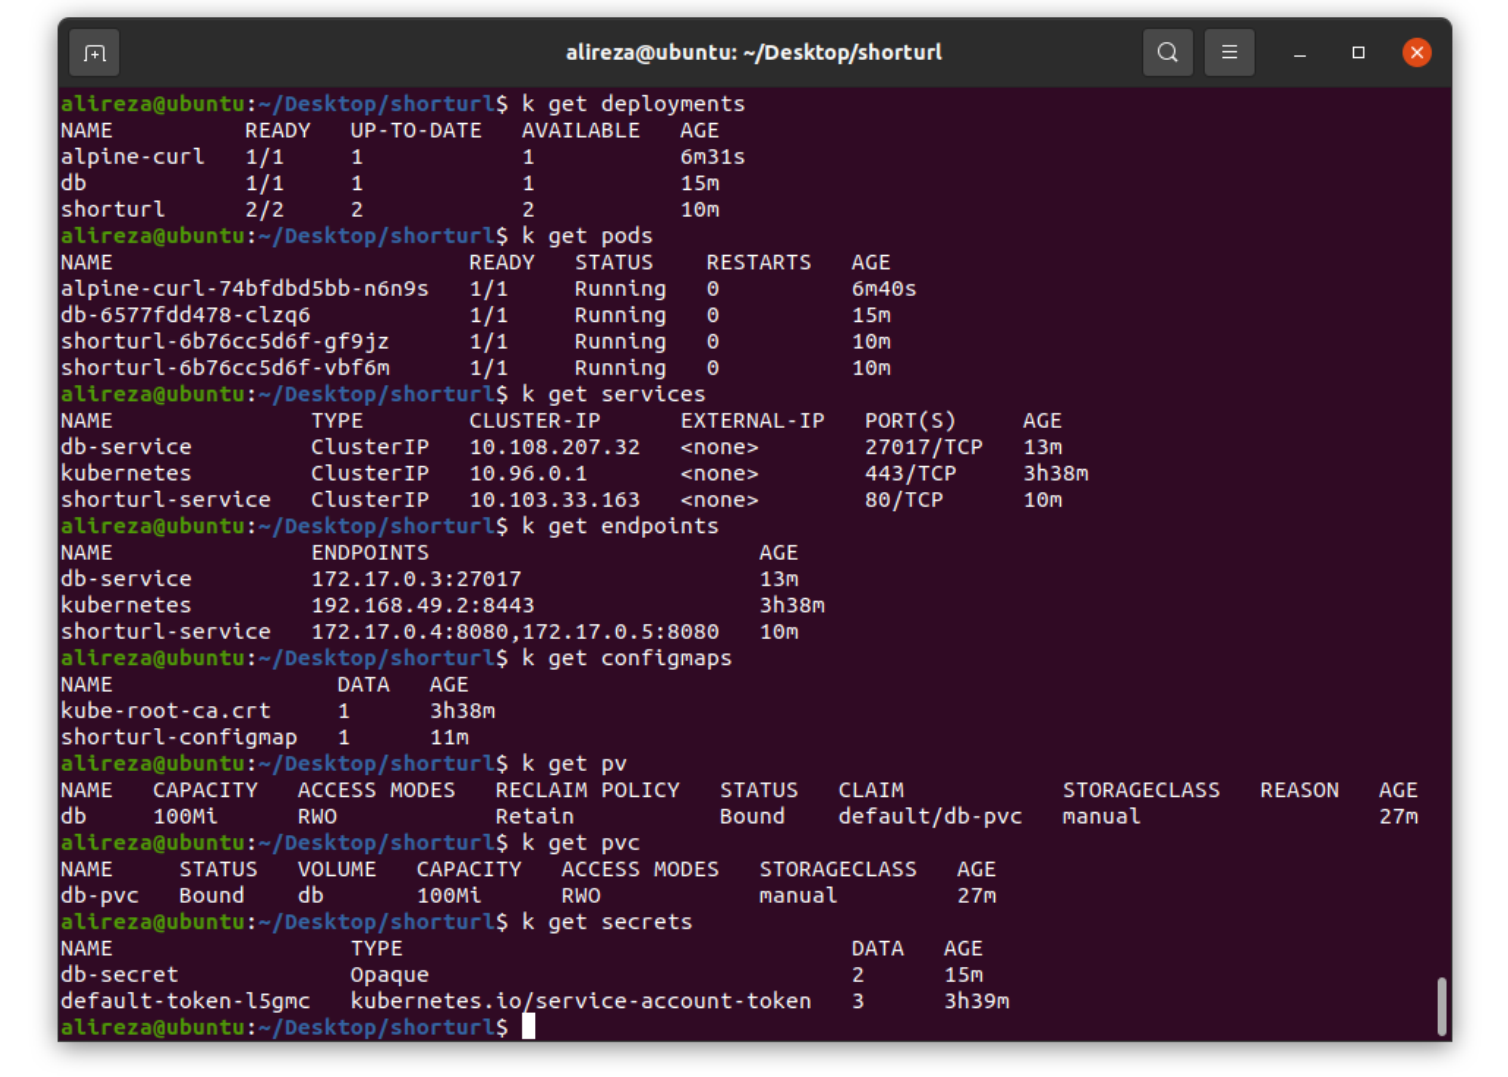 alireza@ubuntu: ~/Desktop/shorturl
alireza@ubuntu:~/Desktop/shorturl$ k get deployments
NAME READY UP-TO-DATE AVAILABLE AGE
alpine-curl 1/1 1 1 6m31s
db 1/1 1 1 15m
shorturl 2/2 2 2 10m
alireza@ubuntu:~/Desktop/shorturl$ k get pods
NAME READY STATUS RESTARTS AGE
alpine-curl-74bfdbd5bb-n6n9s 1/1 Running 0 6m40s
db-6577fdd478-clzq6 1/1 Running 0 15m
shorturl-6b76cc5d6f-gf9jz 1/1 Running 0 10m
shorturl-6b76cc5d6f-vbf6m 1/1 Running 0 10m
alireza@ubuntu:~/Desktop/shorturl$ k get services
NAME TYPE CLUSTER-IP EXTERNAL-IP PORT(S) AGE
db-service ClusterIP 10.108.207.32 <none> 27017/TCP 13m
kubernetes ClusterIP 10.96.0.1 <none> 443/TCP 3h38m
shorturl-service ClusterIP 10.103.33.163 <none> 80/TCP 10m
alireza@ubuntu:~/Desktop/shorturl$ k get endpoints
NAME ENDPOINTS AGE
db-service 172.17.0.3:27017 13m
kubernetes 192.168.49.2:8443 3h38m
shorturl-service 172.17.0.4:8080,172.17.0.5:8080 10m
alireza@ubuntu:~/Desktop/shorturl$ k get configmaps
NAME DATA AGE
kube-root-ca.crt 1 3h38m
shorturl-configmap 1 11m
alireza@ubuntu:~/Desktop/shorturl$ k get pv
NAME CAPACITY ACCESS MODES RECLAIM POLICY STATUS CLAIM STORAGECLASS REASON AGE
db 100Mi RWO Retain Bound default/db-pvc manual 27m
alireza@ubuntu:~/Desktop/shorturl$ k get pvc
NAME STATUS VOLUME CAPACITY ACCESS MODES STORAGECLASS AGE
db-pvc Bound db 100Mi RWO manual 27m
alireza@ubuntu:~/Desktop/shorturl$ k get secrets
NAME TYPE DATA AGE
db-secret Opaque 2 15m
default-token-l5gmc kubernetes.io/service-account-token 3 3h39m
alireza@ubuntu:~/Desktop/shorturl$